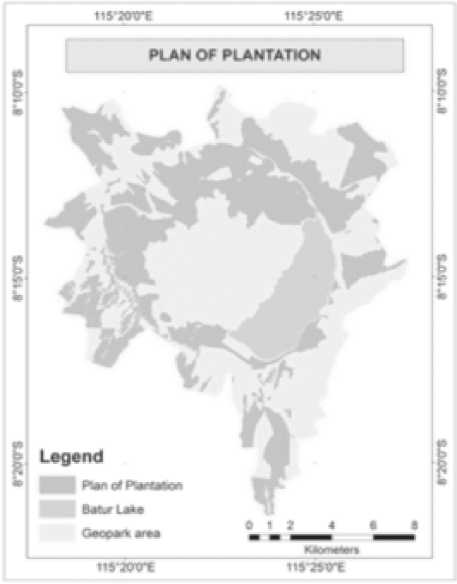 115°20'0"E 115°25'0"E
PLAN OF PLANTATION
8°10'0"S 8°10'0"S
8°15'0"S 8°15'0"S
8°20'0"S 8°20'0"S
Legend
Plan of Plantation
Batur Lake
Geopark area
0 1 2 4 6 8
Kilometers
115°20'0"E 115°25'0"E